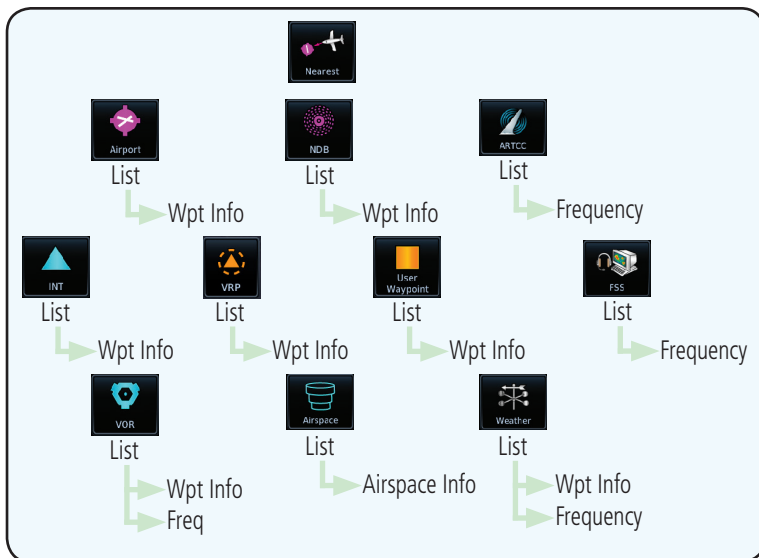 Nearest
Airport
NDB
ARTCC
List
List
List
Wpt Info
Wpt Info
Frequency
INT
VRP
User
Waypoint
FSS
List
List
List
List
Wpt Info
Wpt Info
Wpt Info
Frequency
VOR
Airspace
Weather
List
List
List
Wpt Info
Airspace Info
Wpt Info
Freq
Frequency